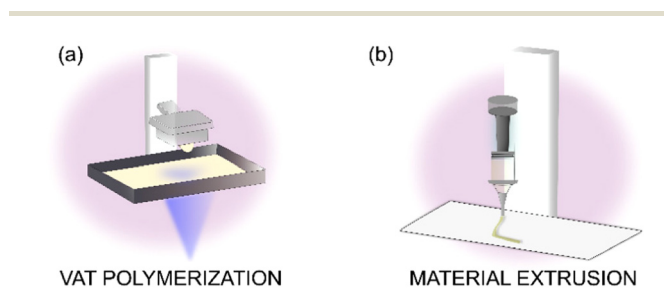 (a)
(b)
VAT POLYMERIZATION
MATERIAL EXTRUSION